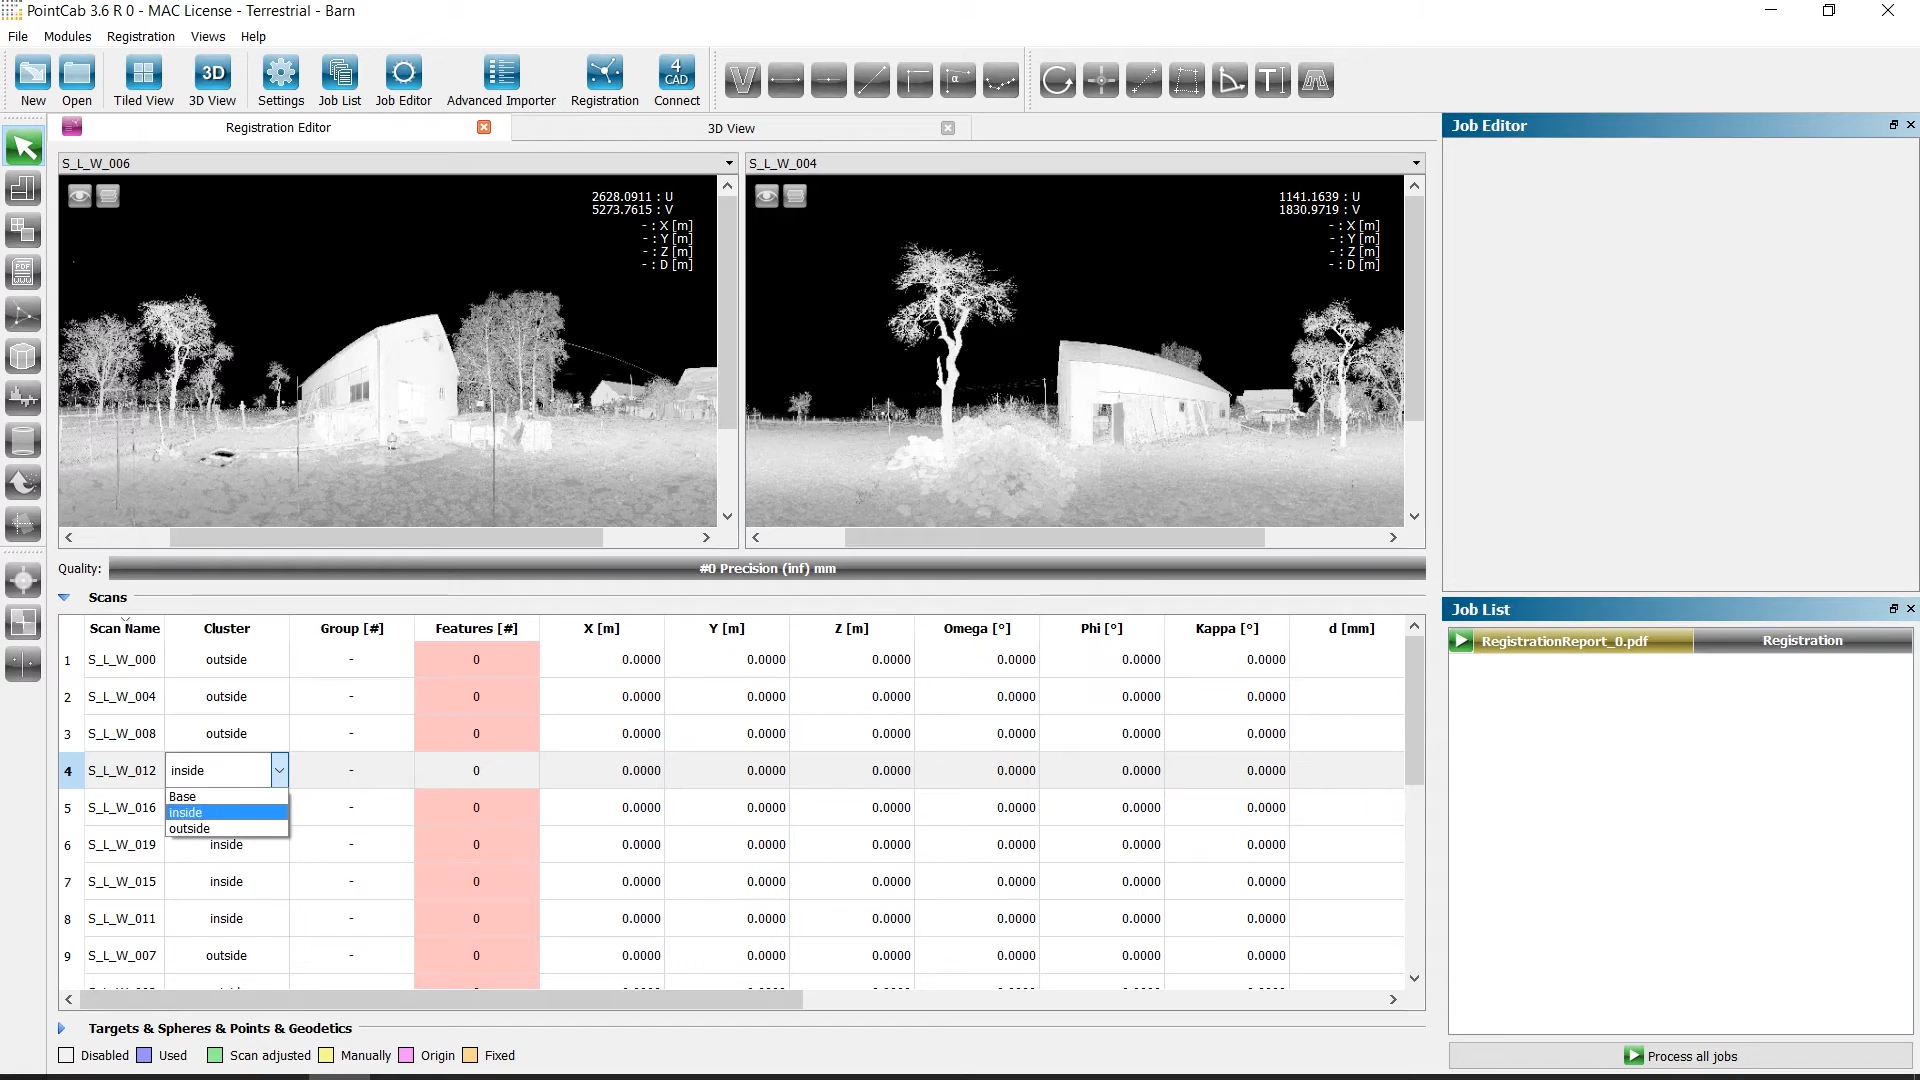 PointCab 3.6 R 0 - MAC License - Terrestrial - Barn
File Modules Registration Views Help
3D 4 CAD
New Open Tiled View 3D View Settings Job List Job Editor Advanced Importer Registration Connect
Registration Editor 3D View
Job Editor
S_L_W_006 S_L_W_004
2628.0911 : U
5273.7615 : V
- : X [m]
- : Y [m]
- : Z [m]
- : D [m]
1141.1639 : U
1830.9719 : V
- : X [m]
- : Y [m]
- : Z [m]
- : D [m]
PDF
Quality: #0 Precision (inf) mm
Scans
Scan Name Cluster Group [#] Features [#] X [m] Y [m] Z [m] Omega [°] Phi [°] Kappa [°] d [mm]
1 S_L_W_000 outside - 0 0.0000 0.0000 0.0000 0.0000 0.0000 0.0000
2 S_L_W_004 outside - 0 0.0000 0.0000 0.0000 0.0000 0.0000 0.0000
3 S_L_W_008 outside - 0 0.0000 0.0000 0.0000 0.0000 0.0000 0.0000
4 S_L_W_012 inside - 0 0.0000 0.0000 0.0000 0.0000 0.0000 0.0000
Base
inside
outside
5 S_L_W_016 - 0 0.0000 0.0000 0.0000 0.0000 0.0000 0.0000
6 S_L_W_019 inside - 0 0.0000 0.0000 0.0000 0.0000 0.0000 0.0000
7 S_L_W_015 inside - 0 0.0000 0.0000 0.0000 0.0000 0.0000 0.0000
8 S_L_W_011 inside - 0 0.0000 0.0000 0.0000 0.0000 0.0000 0.0000
9 S_L_W_007 outside - 0 0.0000 0.0000 0.0000 0.0000 0.0000 0.0000
Targets & Spheres & Points & Geodetics
Disabled Used Scan adjusted Manually Origin Fixed
Job List
RegistrationReport_0.pdf Registration
Process all jobs